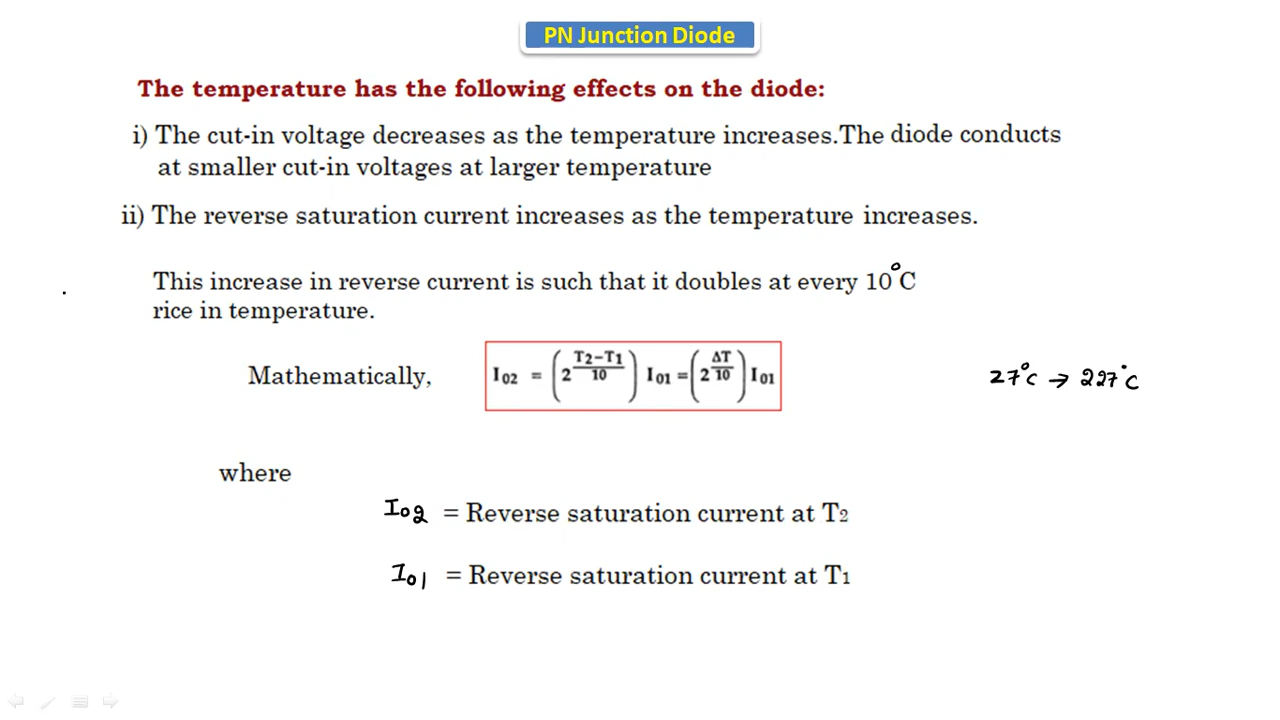 PN Junction Diode
The temperature has the following effects on the diode:
i) The cut-in voltage decreases as the temperature increases.The diode conducts
at smaller cut-in voltages at larger temperature
ii) The reverse saturation current increases as the temperature increases.
This increase in reverse current is such that it doubles at every 10°C
rice in temperature.
Mathematically, I02 = (2^(T2−T1)/10) I01 = (2^ΔT/10) I01 27°C → 227°C
where
I02 = Reverse saturation current at T2
I01 = Reverse saturation current at T1